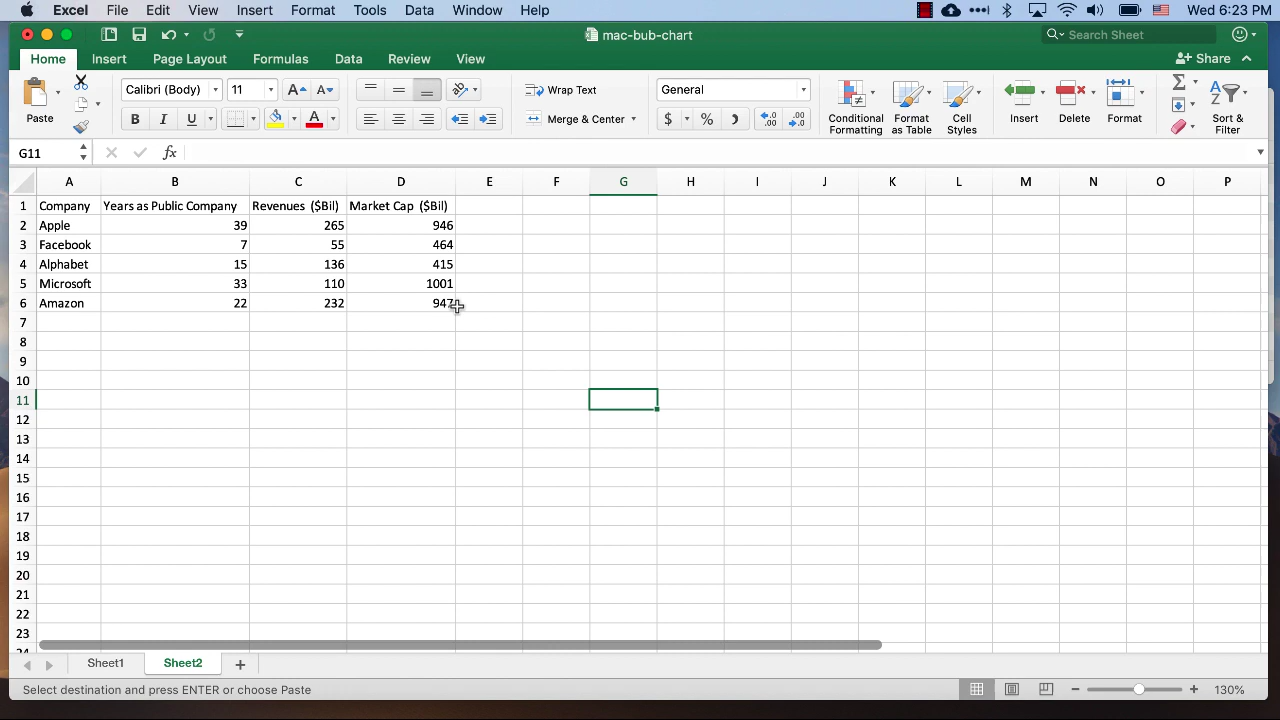 Excel File Edit View Insert Format Tools Data Window Help Wed 6:23 PM
mac-bub-chart Search Sheet
Home Insert Page Layout Formulas Data Review View Share
Paste Calibri (Body) 11 A A Wrap Text General Conditional Formatting Format as Table Cell Styles Insert Delete Format Sort & Filter
B I U A Merge & Center $ % .00 .00
G11 fx
A B C D E F G H I J K L M N O P
1 Company Years as Public Company Revenues ($Bil) Market Cap ($Bil)
2 Apple 39 265 946
3 Facebook 7 55 464
4 Alphabet 15 136 415
5 Microsoft 33 110 1001
6 Amazon 22 232 947
7
8
9
10
11
12
13
14
15
16
17
18
19
20
21
22
23
Sheet1 Sheet2
Select destination and press ENTER or choose Paste 130%